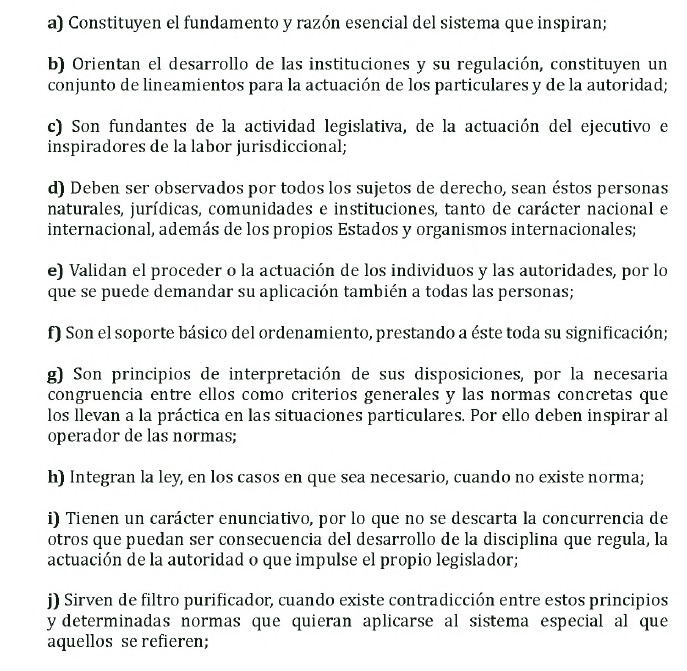 a) Constituyen el fundamento y razón esencial del sistema que inspiran;
b) Orientan el desarrollo de las instituciones y su regulación, constituyen un
conjunto de lineamientos para la actuación de los particulares y de la autoridad;
c) Son fundantes de la actividad legislativa, de la actuación del ejecutivo e
inspiradores de la labor jurisdiccional;
d) Deben ser observados por todos los sujetos de derecho, sean éstos personas
naturales, jurídicas, comunidades e instituciones, tanto de carácter nacional e
internacional, además de los propios Estados y organismos internacionales;
e) Validan el proceder o la actuación de los individuos y las autoridades, por lo
que se puede demandar su aplicación también a todas las personas;
f) Son el soporte básico del ordenamiento, prestando a éste toda su significación;
g) Son principios de interpretación de sus disposiciones, por la necesaria
congruencia entre ellos como criterios generales y las normas concretas que
los llevan a la práctica en las situaciones particulares. Por ello deben inspirar al
operador de las normas;
h) Integran la ley, en los casos en que sea necesario, cuando no existe norma;
i) Tienen un carácter enunciativo, por lo que no se descarta la concurrencia de
otros que puedan ser consecuencia del desarrollo de la disciplina que regula, la
actuación de la autoridad o que impulse el propio legislador;
j) Sirven de filtro purificador, cuando existe contradicción entre estos principios
y determinadas normas que quieran aplicarse al sistema especial al que
aquellos se refieren;